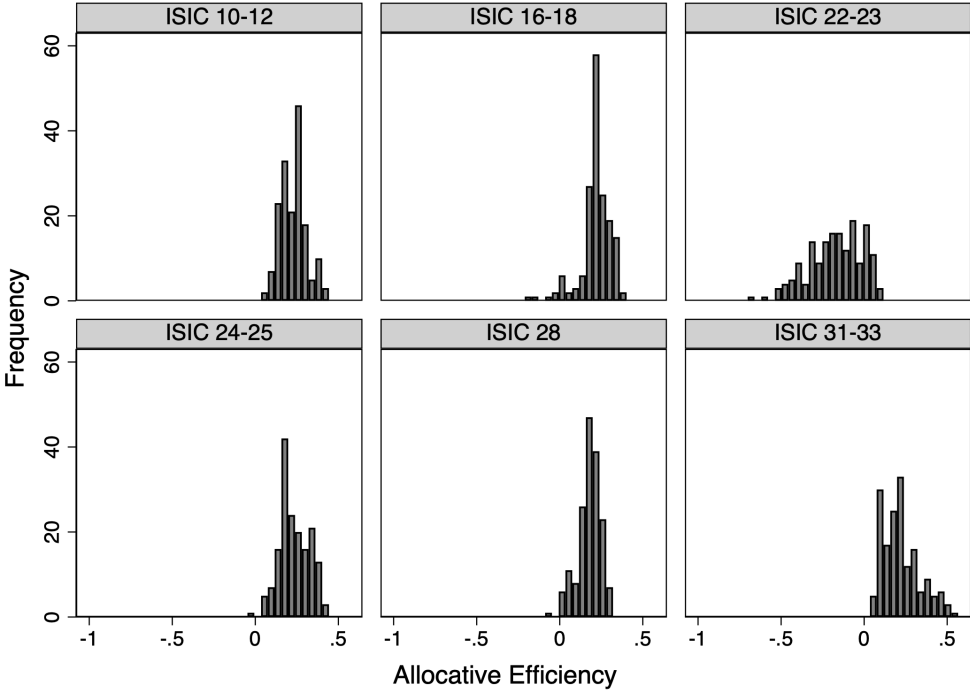 ISIC 10-12
ISIC 16-18
ISIC 22-23
60
40
20
0
ISIC 24-25
ISIC 28
ISIC 31-33
60
40
20
0
-1 -.5 0 .5
-1 -.5 0 .5
-1 -.5 0 .5
Frequency
Allocative Efficiency